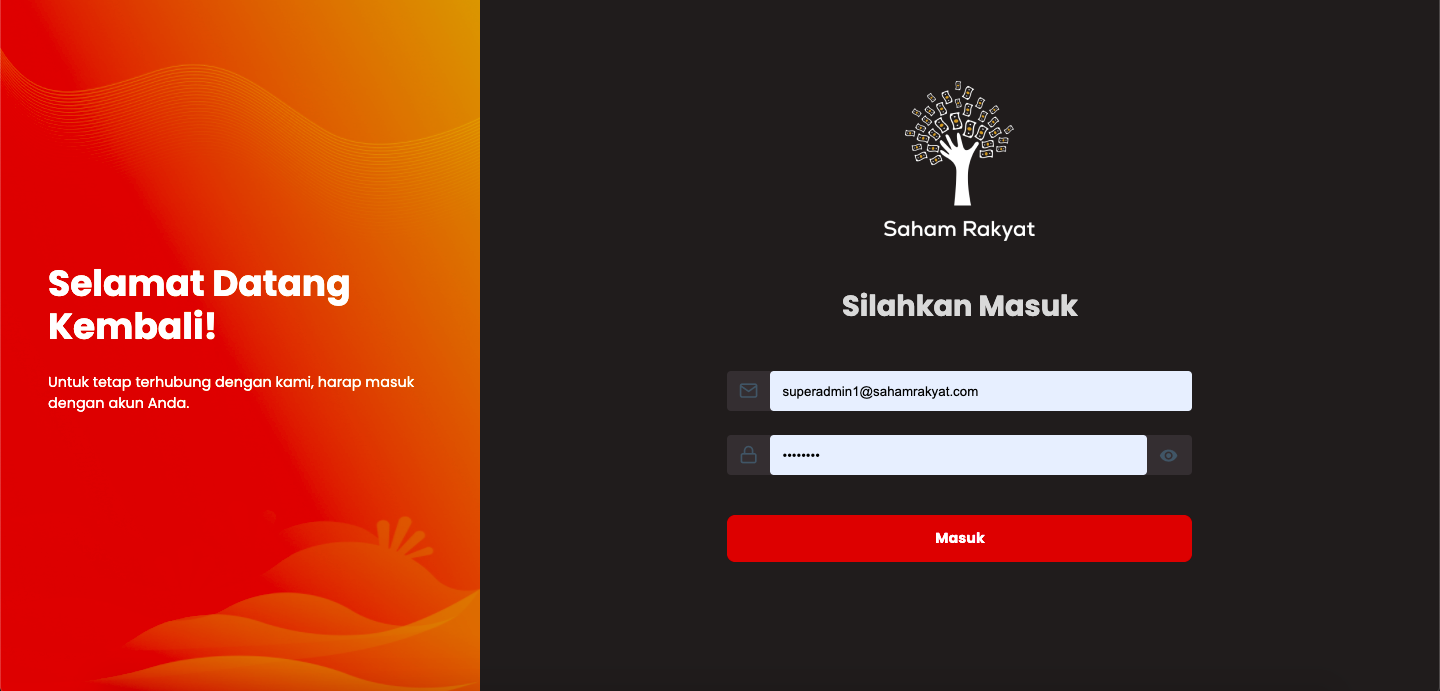 Selamat Datang
Kembali!
Untuk tetap terhubung dengan kami, harap masuk
dengan akun Anda.
Saham Rakyat
Silahkan Masuk
superadmin1@sahamrakyat.com
••••••••
Masuk